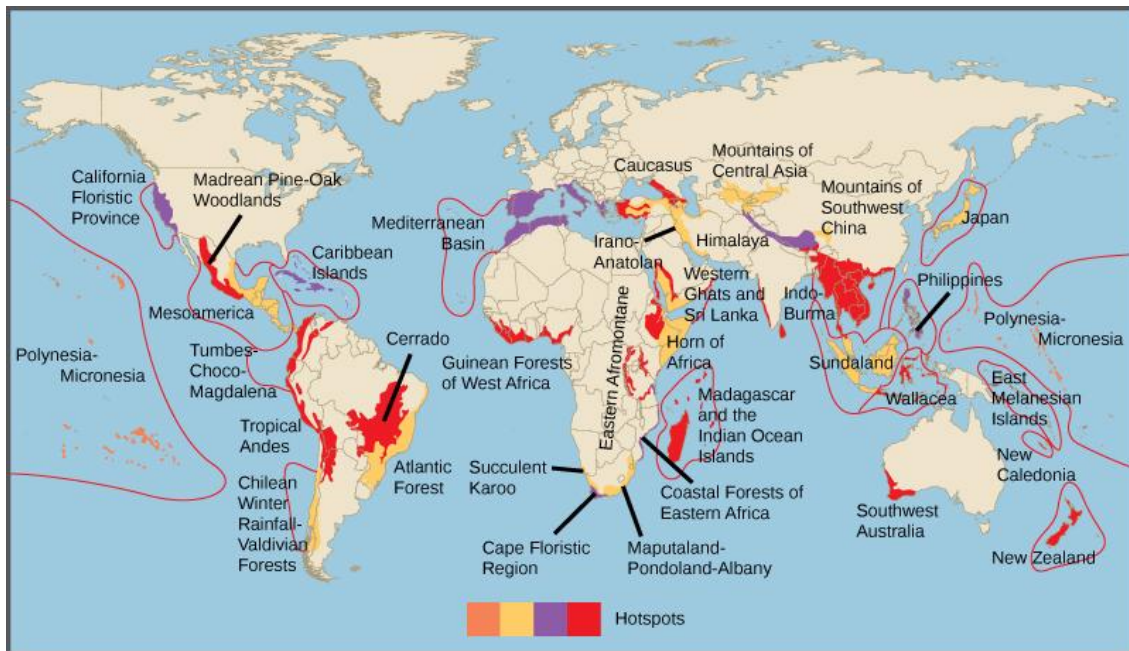 California
Floristic
Province
Madrean Pine-Oak
Woodlands
Caribbean
Islands
Mesoamerica
Polynesia-
Micronesia
Tumbes-
Choco-
Magdalena
Cerrado
Tropical
Andes
Atlantic
Forest
Chilean
Winter
Rainfall-
Valdivian
Forests
Mediterranean
Basin
Caucasus
Mountains of
Central Asia
Mountains of
Southwest
China
Japan
Irano-
Anatolan
Himalaya
Western
Ghats and
Sri Lanka
Indo-
Burma
Philippines
Polynesia-
Micronesia
Guinean Forests
of West Africa
Eastern Afromontane
Horn of
Africa
Sundaland
Wallacea
East
Melanesian
Islands
Madagascar
and the
Indian Ocean
Islands
New
Caledonia
Succulent
Karoo
Coastal Forests of
Eastern Africa
Southwest
Australia
Cape Floristic
Region
Maputaland-
Pondoland-Albany
New Zealand
Hotspots